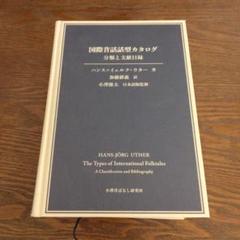 国際昔話話型カタログ
分類と文献目録
ハンス=イェルク・ウター 著
加藤耕義 訳
小澤俊夫 日本語版監修
HANS-JÖRG UTHER
The Types of International Folktales
A Classification and Bibliography
小澤昔ばなし研究所